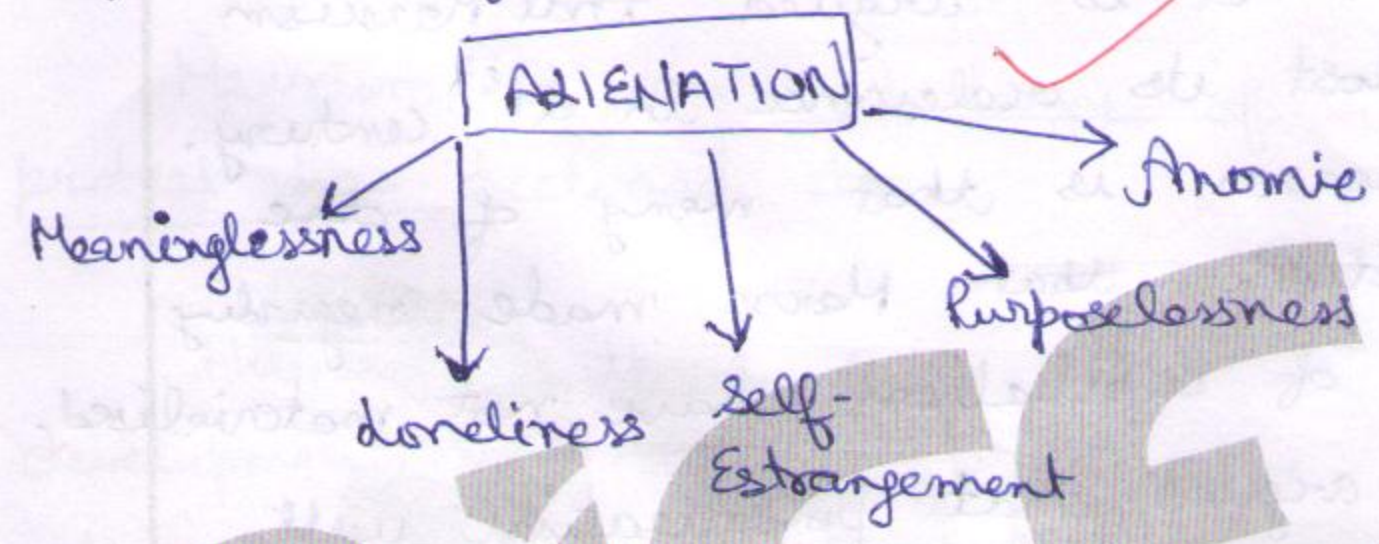 ALIENATION
Anomie
Meaninglessness
Purposelessness
Loneliness
Self-
Estrangement